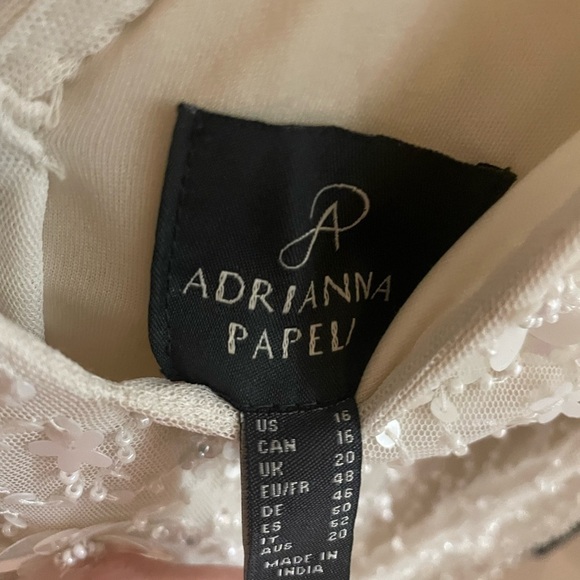 AP
ADRIANNA
PAPELL
US 16
CAN 16
UK 20
EU/FR 48
DE 46
ES 50
IT 52
AUS 20
MADE IN
INDIA